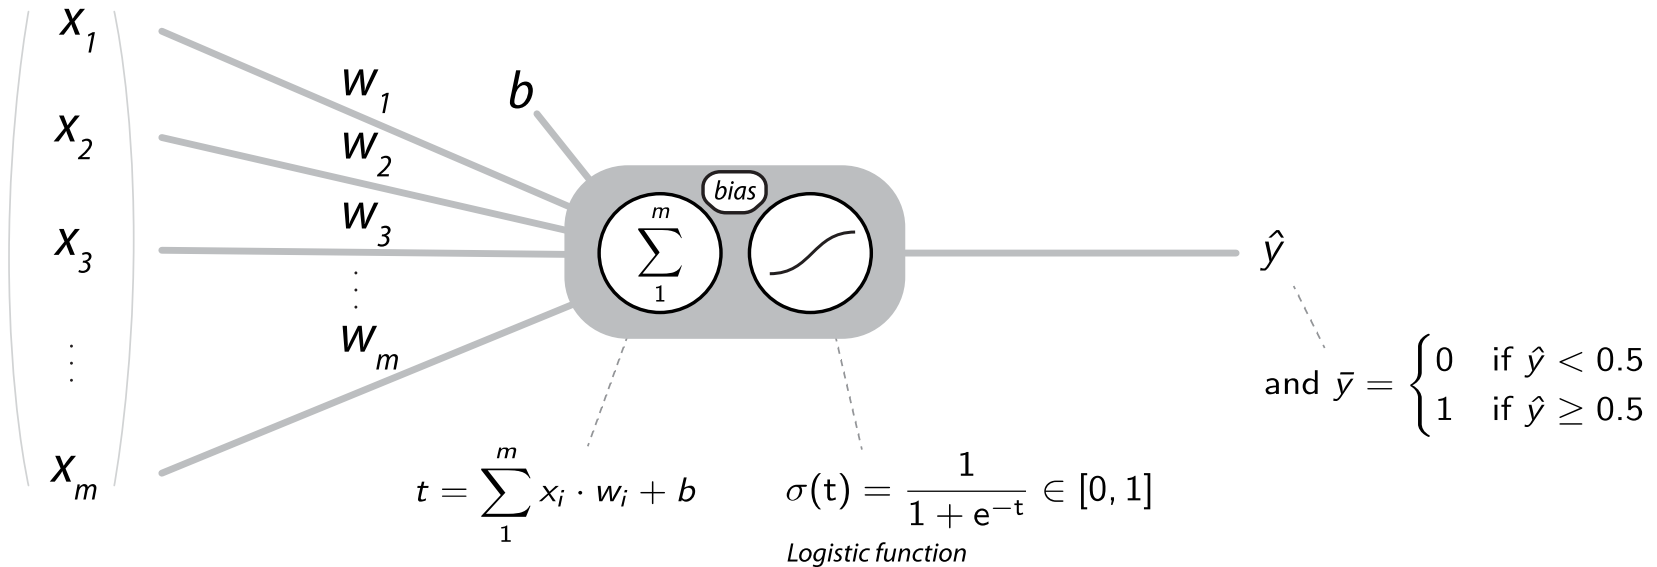 x₁
w₁
b
x₂
w₂
bias
w₃
x₃
m
∑
1
ŷ
⋮
wₘ
⋮
and ȳ = { 0 if ŷ < 0.5
1 if ŷ ≥ 0.5
xₘ
t = ∑₁ᵐ xᵢ · wᵢ + b
σ(t) = 1 / (1 + e⁻ᵗ) ∈ [0, 1]
Logistic function